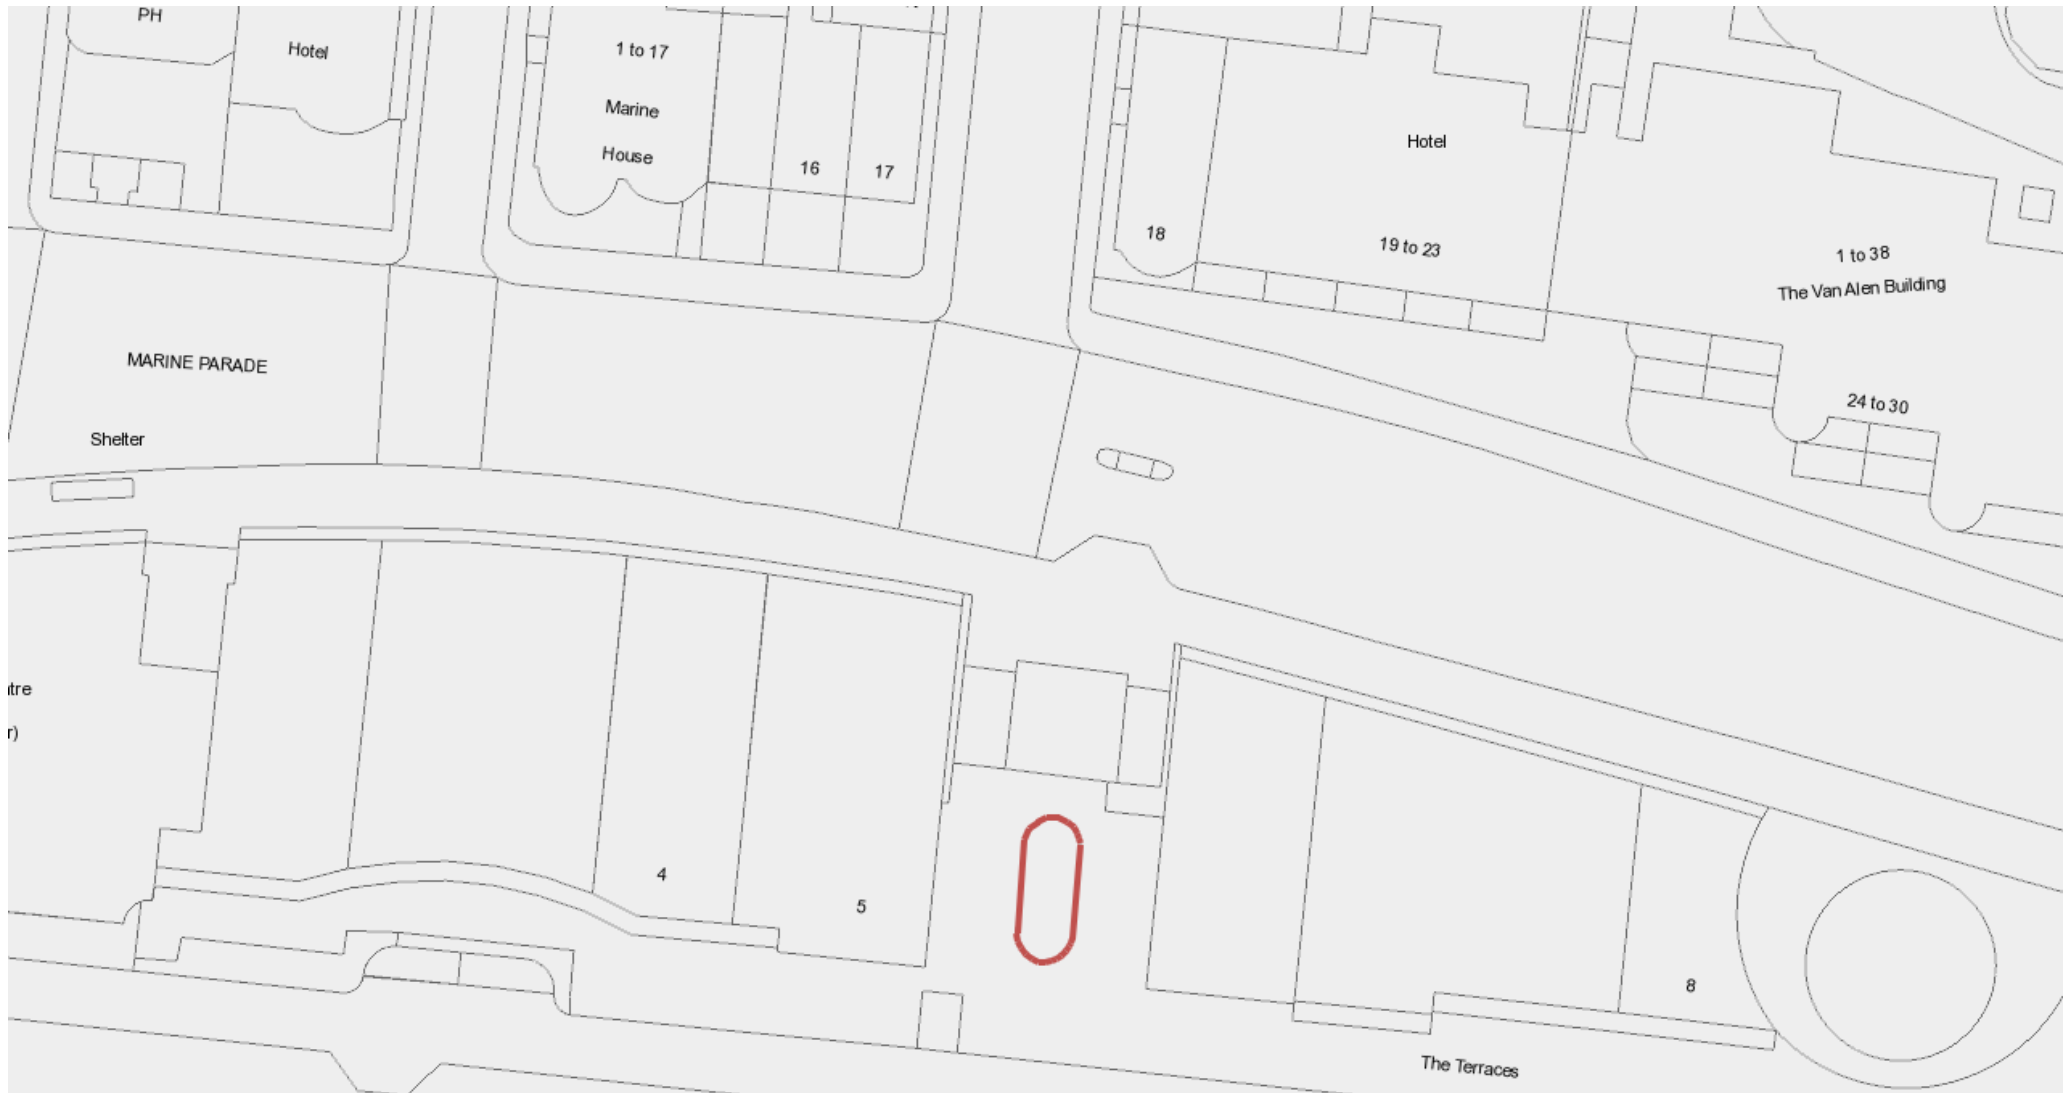 PH
Hotel
1 to 17
Marine
House
16
17
18
Hotel
19 to 23
1 to 38
The Van Alen Building
24 to 30
MARINE PARADE
Shelter
4
5
8
The Terraces